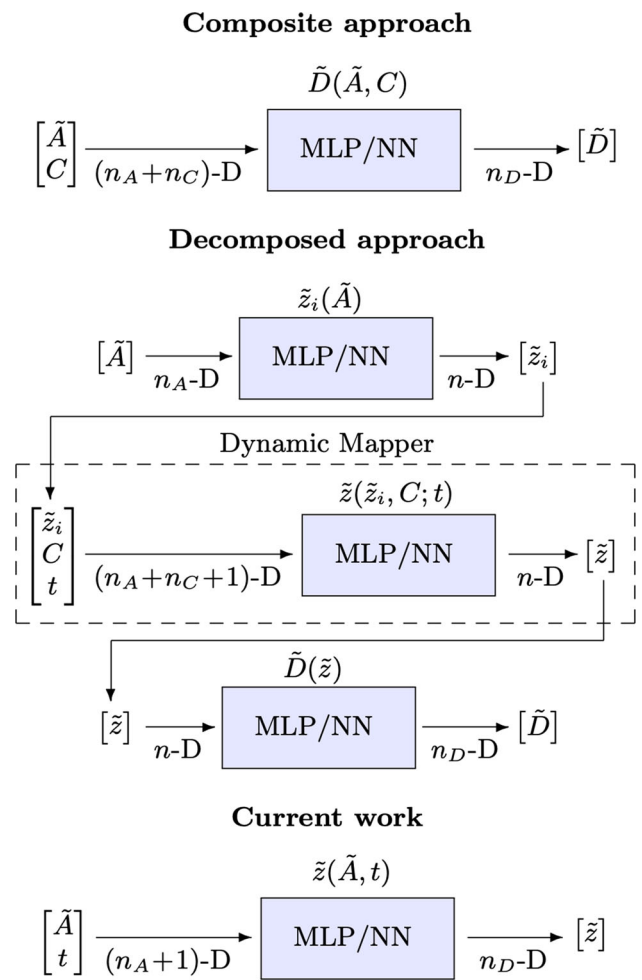 Composite approach
D̃(Ã, C)
[Ã C] (n_A+n_C)-D MLP/NN n_D-D [D̃]
Decomposed approach
z̃_i(Ã)
[Ã] n_A-D MLP/NN n-D [z̃_i]
Dynamic Mapper
z̃(z̃_i, C; t)
[z̃_i C t] (n_A+n_C+1)-D MLP/NN n-D [z̃]
D̃(z̃)
[z̃] n-D MLP/NN n_D-D [D̃]
Current work
z̃(Ã, t)
[Ã t] (n_A+1)-D MLP/NN n_D-D [z̃]